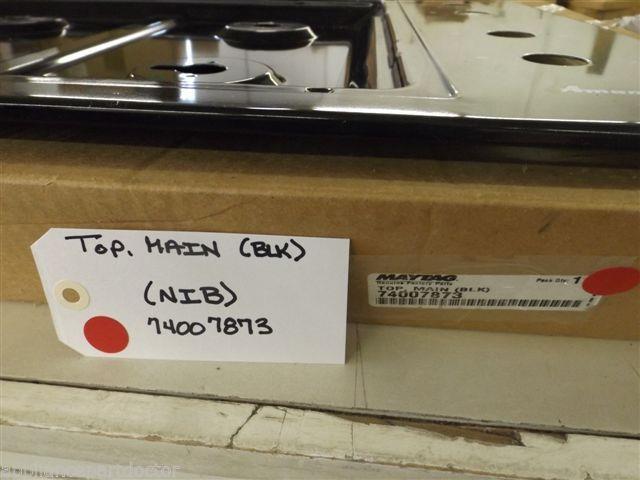 TOP. MAIN (BLK)
(NIB)
74007873
MAYTAG
Genuine Factory Parts
Pack Qty: 1
TOP, MAIN (BLK)
74007873